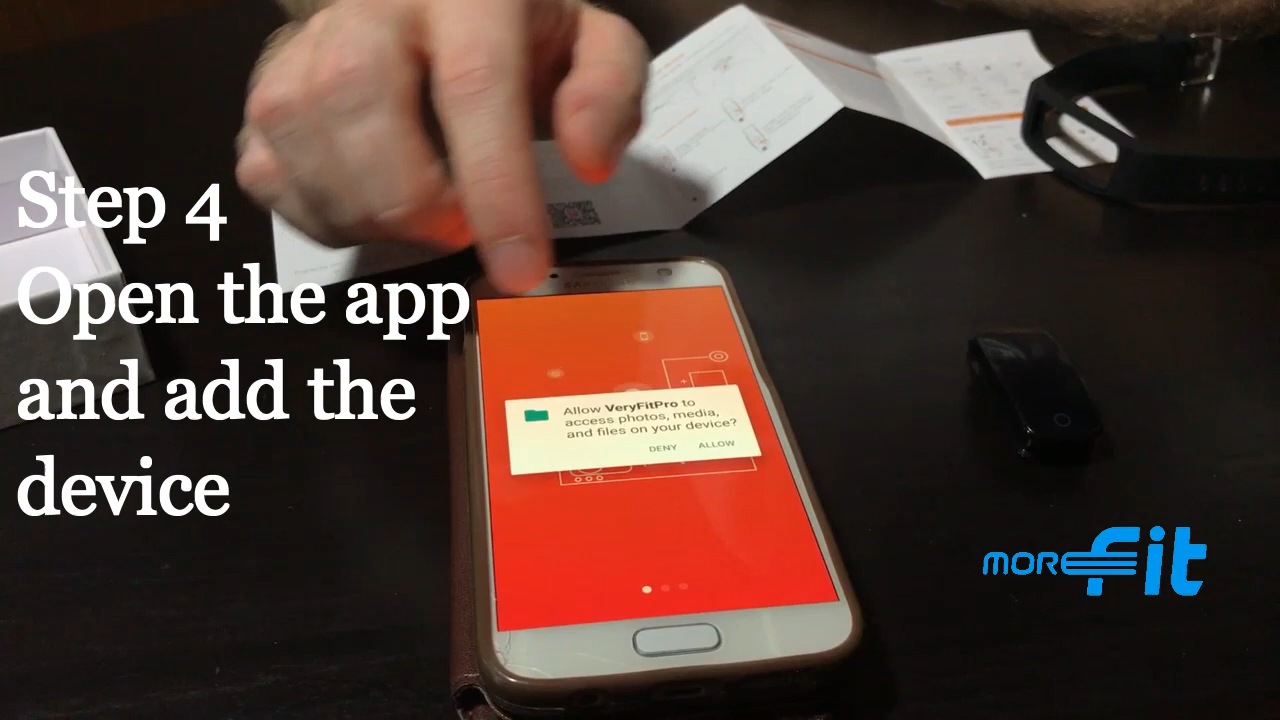 Step 4
Open the app
and add the
device
SAMSUNG
Allow VeryFitPro to
access photos, media,
and files on your device?
DENY ALLOW
MOREFit